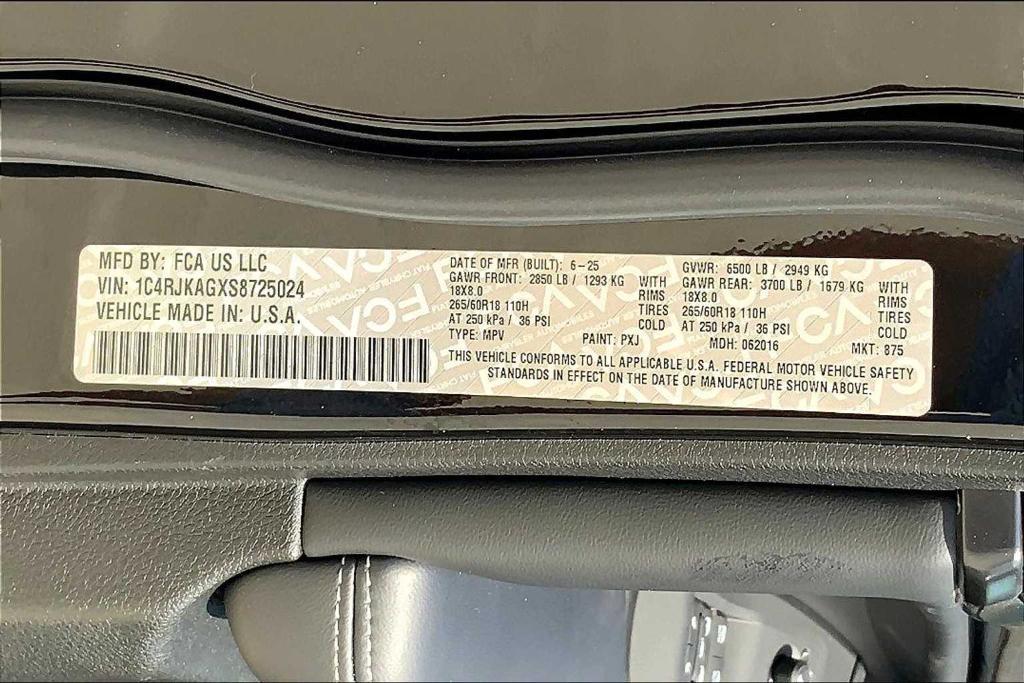 MFD BY: FCA US LLC
VIN: 1C4RJKAGXS8725024
VEHICLE MADE IN: U.S.A.
DATE OF MFR (BUILT): 6-25
GAWR FRONT: 2850 LB / 1293 KG WITH
18X8.0 RIMS
265/60R18 110H TIRES
AT 250 kPa / 36 PSI COLD
TYPE: MPV PAINT: PXJ
GVWR: 6500 LB / 2949 KG
GAWR REAR: 3700 LB / 1679 KG WITH
18X8.0 RIMS
265/60R18 110H TIRES
AT 250 kPa / 36 PSI COLD
MDH: 062016 MKT: 875
THIS VEHICLE CONFORMS TO ALL APPLICABLE U.S.A. FEDERAL MOTOR VEHICLE SAFETY
STANDARDS IN EFFECT ON THE DATE OF MANUFACTURE SHOWN ABOVE.